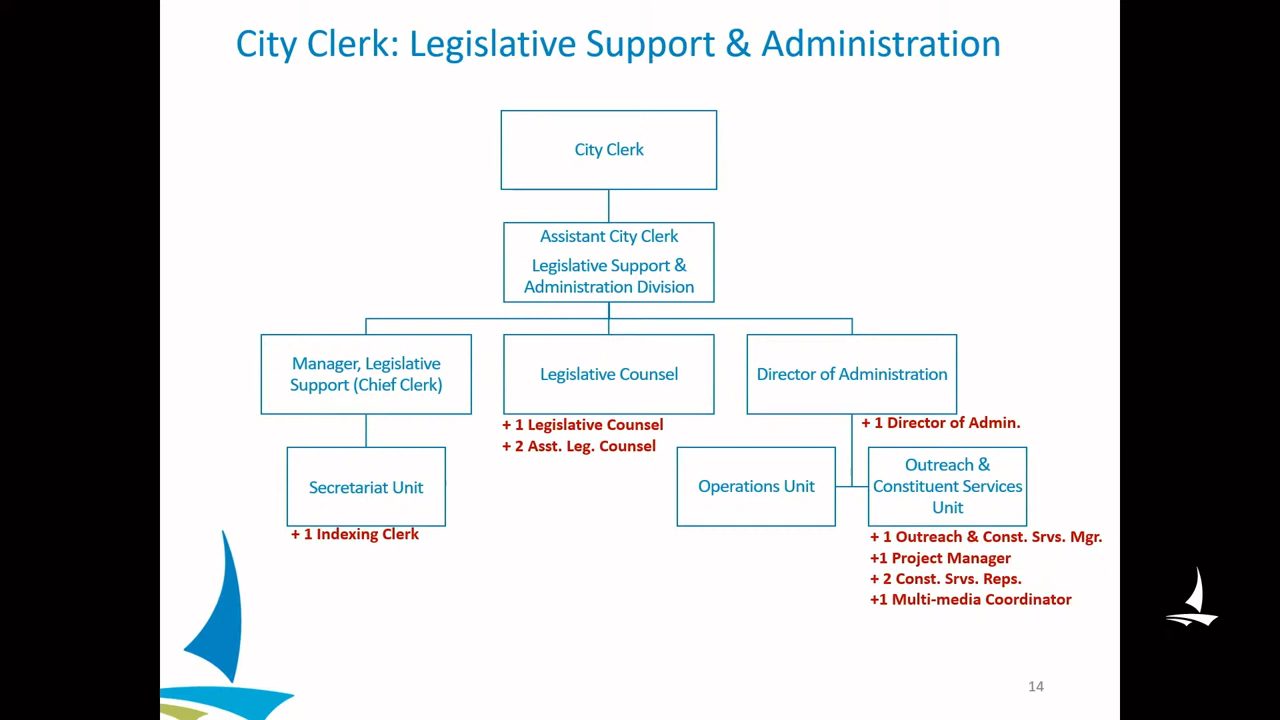 City Clerk: Legislative Support & Administration
City Clerk
Assistant City Clerk
Legislative Support &
Administration Division
Manager, Legislative
Support (Chief Clerk)
Legislative Counsel
Director of Administration
+ 1 Legislative Counsel
+ 2 Asst. Leg. Counsel
+ 1 Director of Admin.
Secretariat Unit
+ 1 Indexing Clerk
Operations Unit
Outreach &
Constituent Services
Unit
+ 1 Outreach & Const. Srvs. Mgr.
+1 Project Manager
+ 2 Const. Srvs. Reps.
+1 Multi-media Coordinator
14